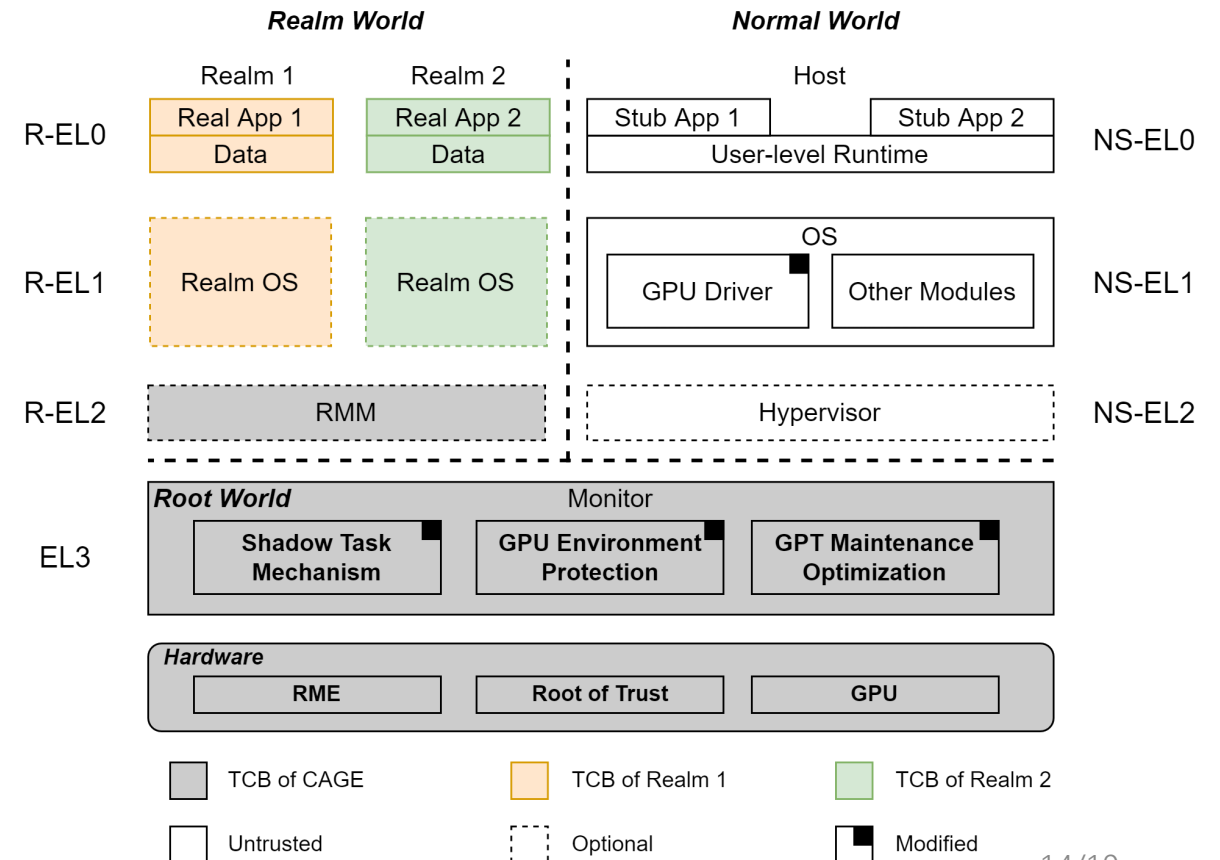 Realm World
Normal World
Realm 1
Realm 2
Host
R-EL0
Real App 1
Real App 2
Stub App 1
Stub App 2
NS-EL0
Data
Data
User-level Runtime
R-EL1
Realm OS
Realm OS
OS
GPU Driver
Other Modules
NS-EL1
R-EL2
RMM
Hypervisor
NS-EL2
Root World
Monitor
EL3
Shadow Task
Mechanism
GPU Environment
Protection
GPT Maintenance
Optimization
Hardware
RME
Root of Trust
GPU
TCB of CAGE
TCB of Realm 1
TCB of Realm 2
Untrusted
Optional
Modified